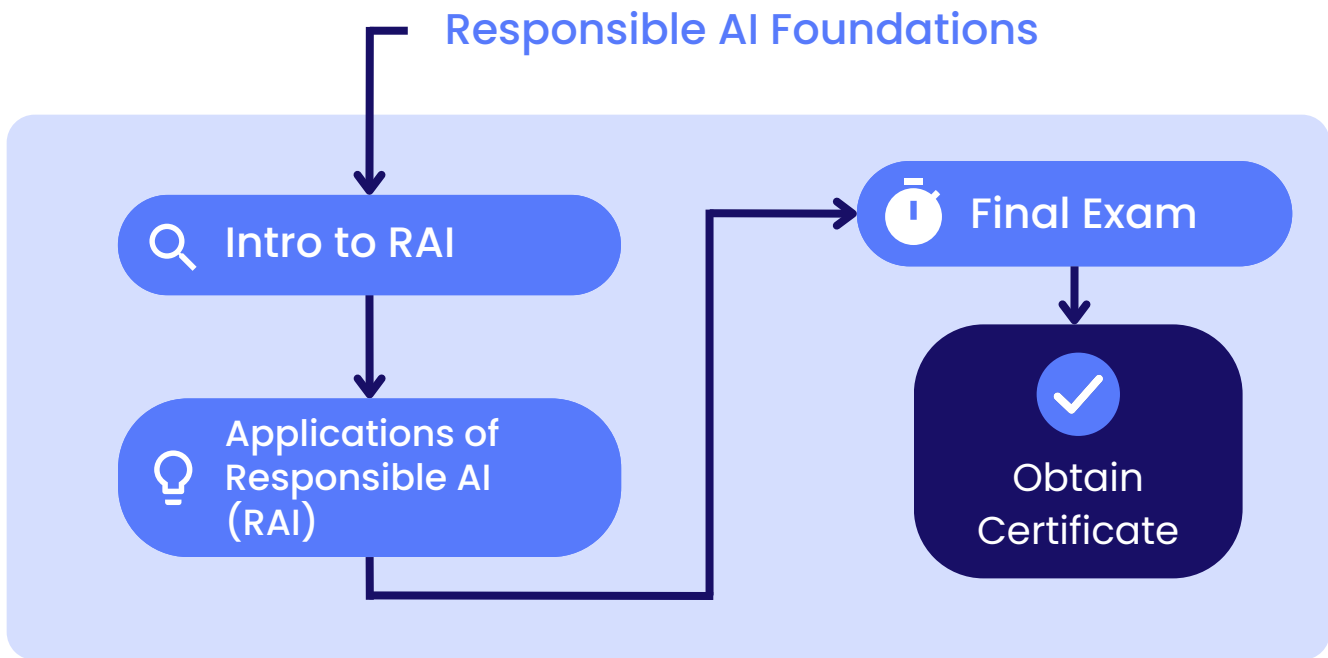 Responsible AI Foundations
Intro to RAI
Applications of
Responsible AI
(RAI)
Final Exam
Obtain
Certificate